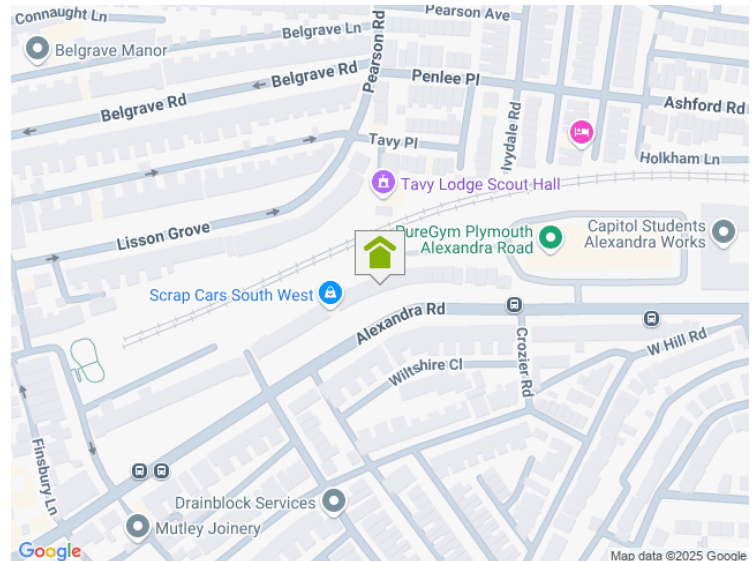 Connaught Ln
Pearson Ave
Belgrave Manor
Belgrave Ln
Pearson Rd
Belgrave Rd
Penlee Pl
Belgrave Rd
Ashford Rd
Ivydale Rd
Tavy Pl
Holkham Ln
Tavy Lodge Scout Hall
Lisson Grove
PureGym Plymouth
Alexandra Road
Capitol Students
Alexandra Works
Scrap Cars South West
Alexandra Rd
Crozier Rd
W Hill Rd
Wiltshire Cl
Finsbury Ln
Drainblock Services
Mutley Joinery
Google
Map data ©2025 Google